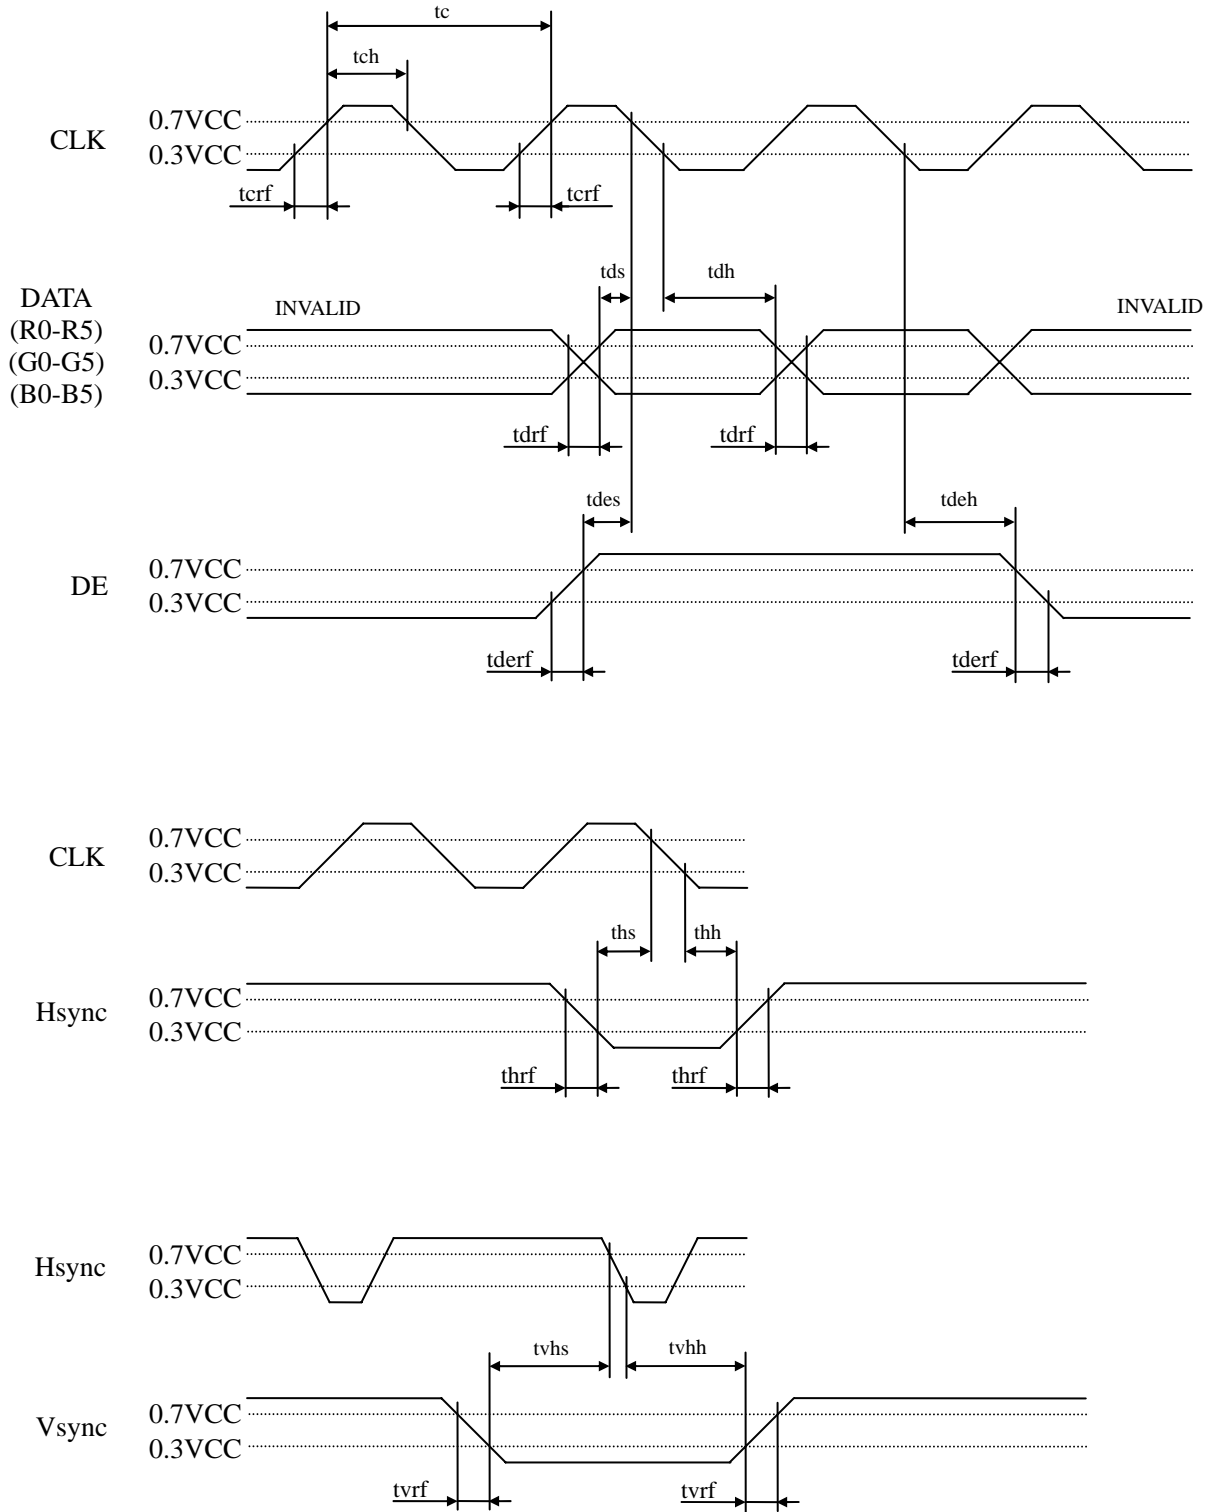 tc
tch
CLK
0.7VCC
0.3VCC
tcrf
tcrf
tds
tdh
DATA
(R0-R5)
(G0-G5)
(B0-B5)
INVALID
INVALID
0.7VCC
0.3VCC
tdrf
tdrf
tdes
tdeh
DE
0.7VCC
0.3VCC
tderf
tderf
CLK
0.7VCC
0.3VCC
ths
thh
Hsync
0.7VCC
0.3VCC
thrf
thrf
Hsync
0.7VCC
0.3VCC
tvhs
tvhh
Vsync
0.7VCC
0.3VCC
tvrf
tvrf